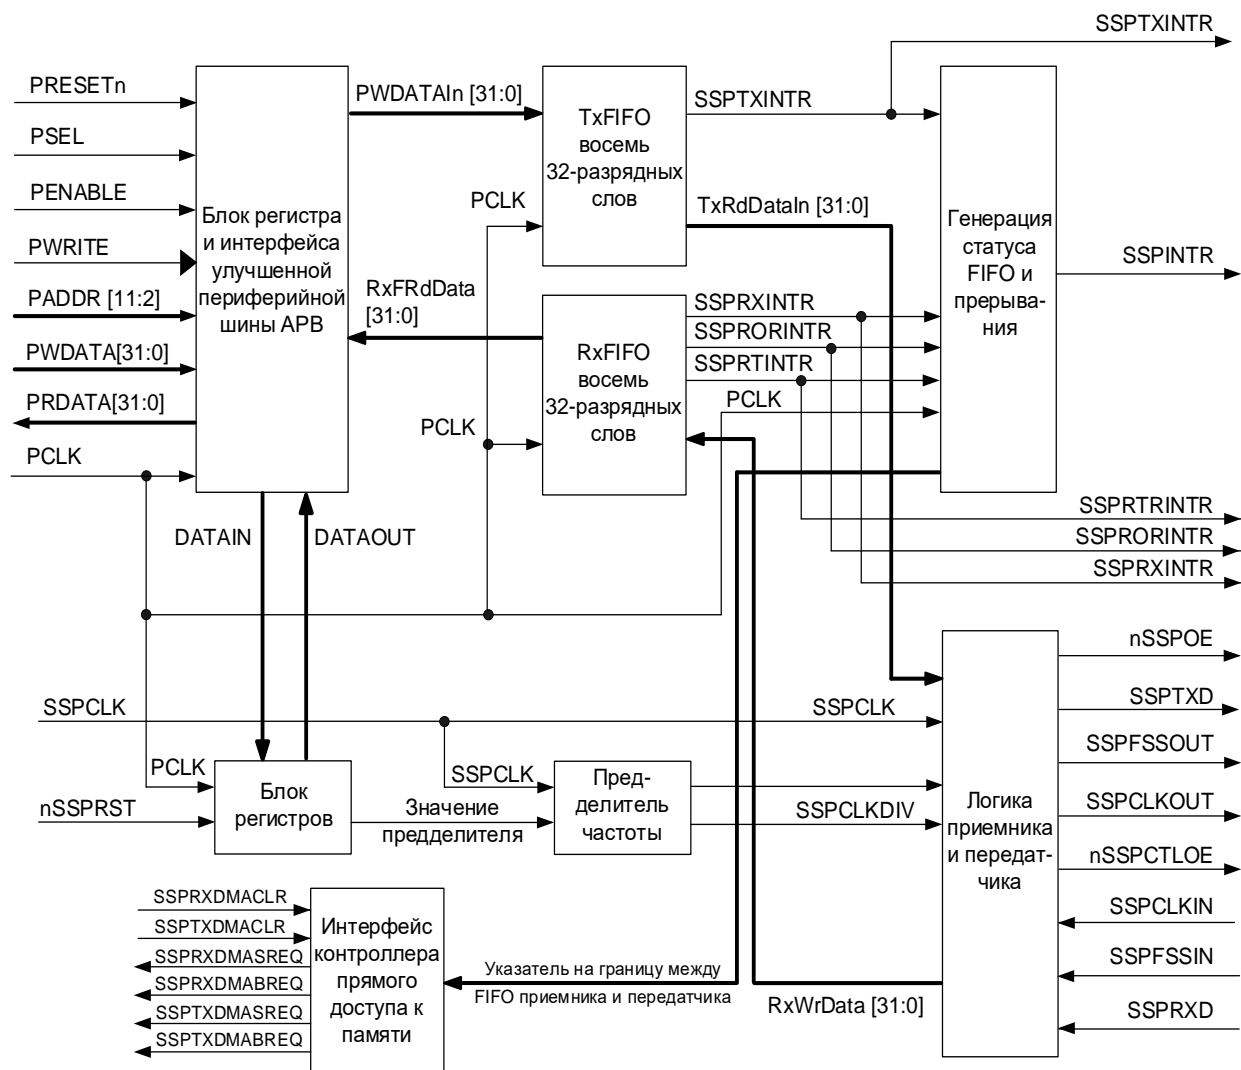 SSPTXINTR
PRESETn
PSEL
PENABLE
PWRITE
PADDR [11:2]
PWDATA[31:0]
PRDATA[31:0]
PCLK
Блок регистра
и интерфейса
улучшенной
периферийной
шины APB
PWDATAIn [31:0]
RxFRdData
[31:0]
PCLK
PCLK
TxFIFO
восемь
32-разрядных
слов
RxFIFO
восемь
32-разрядных
слов
SSPTXINTR
TxRdDataIn [31:0]
SSPRXINTR
SSPRORINTR
SSPRTINTR
PCLK
Генерация
статуса
FIFO и
прерыва-
ния
SSPINTR
SSPRTRINTR
SSPRORINTR
SSPRXINTR
DATAIN
DATAOUT
SSPCLK
SSPCLK
PCLK
nSSPRST
Блок
регистров
SSPCLK
Значение
предделителя
Пред-
делитель
частоты
SSPCLKDIV
Логика
приемника
и передат-
чика
nSSPOE
SSPTXD
SSPFSSOUT
SSPCLKOUT
nSSPCTLOE
SSPCLKIN
SSPFSSIN
SSPRXD
SSPRXDMACLR
SSPTXDMACLR
SSPRXDMASREQ
SSPRXDMABREQ
SSPTXDMASREQ
SSPTXDMABREQ
Интерфейс
контроллера
прямого
доступа к
памяти
Указатель на границу между
FIFO приемника и передатчика
RxWrData [31:0]